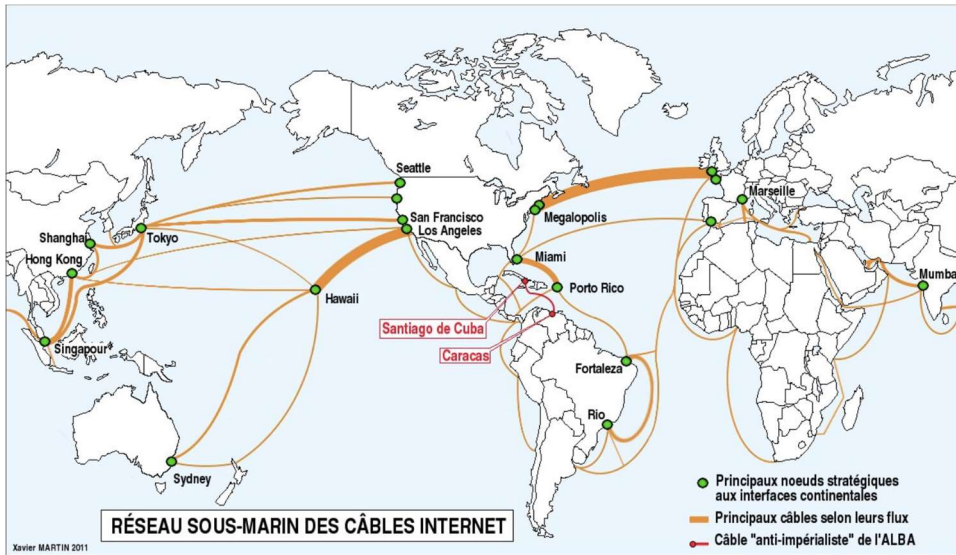 Seattle
San Francisco
Los Angeles
Megalopolis
Marseille
Shanghai
Tokyo
Hong Kong
Miami
Mumba
Hawaii
Porto Rico
Santiago de Cuba
Caracas
Singapour
Fortaleza
Rio
Sydney
Principaux noeuds stratégiques
aux interfaces continentales
Principaux câbles selon leurs flux
Câble "anti-impérialiste" de l'ALBA
RÉSEAU SOUS-MARIN DES CÂBLES INTERNET
Xavier MARTIN 2011